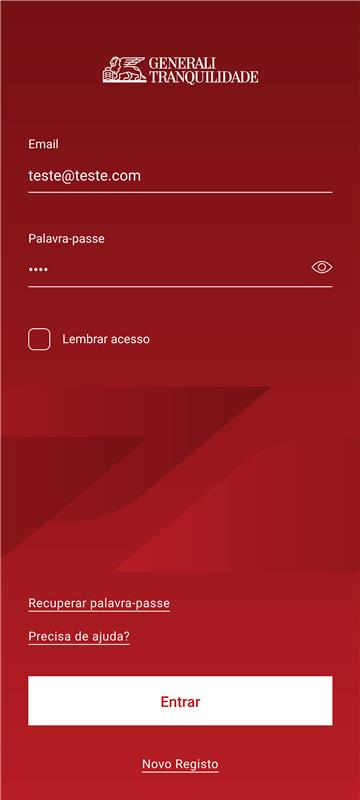 GENERALI
TRANQUILIDADE
Email
teste@teste.com
Palavra-passe
••••
Lembrar acesso
Recuperar palavra-passe
Precisa de ajuda?
Entrar
Novo Registo